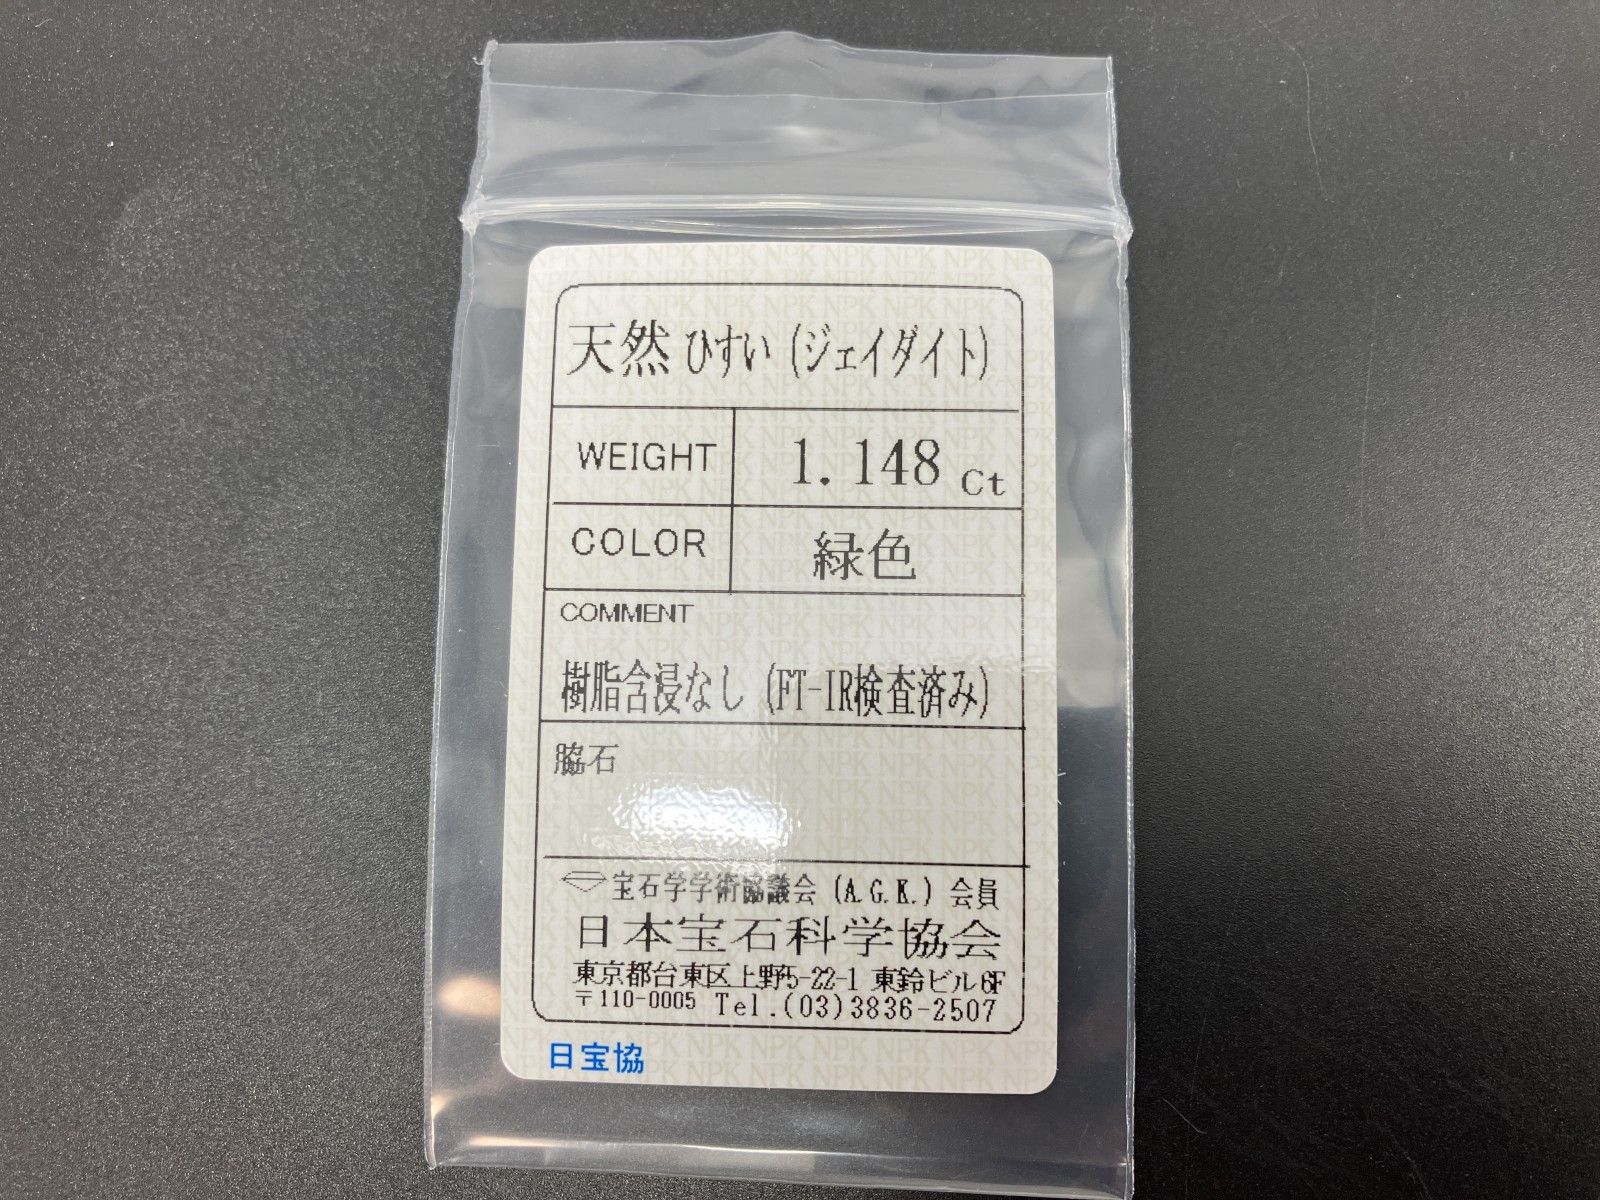 天然 ひすい (ジェイダイト)
WEIGHT 1.148 Ct
COLOR 緑色
COMMENT
樹脂含浸なし (FT-IR検査済み)
脇石
宝石学学術協議会 (A.G.K.) 会員
日本宝石科学協会
東京都台東区上野5-22-1 東鈴ビル6F
〒110-0005 Tel.(03)3836-2507
日宝協